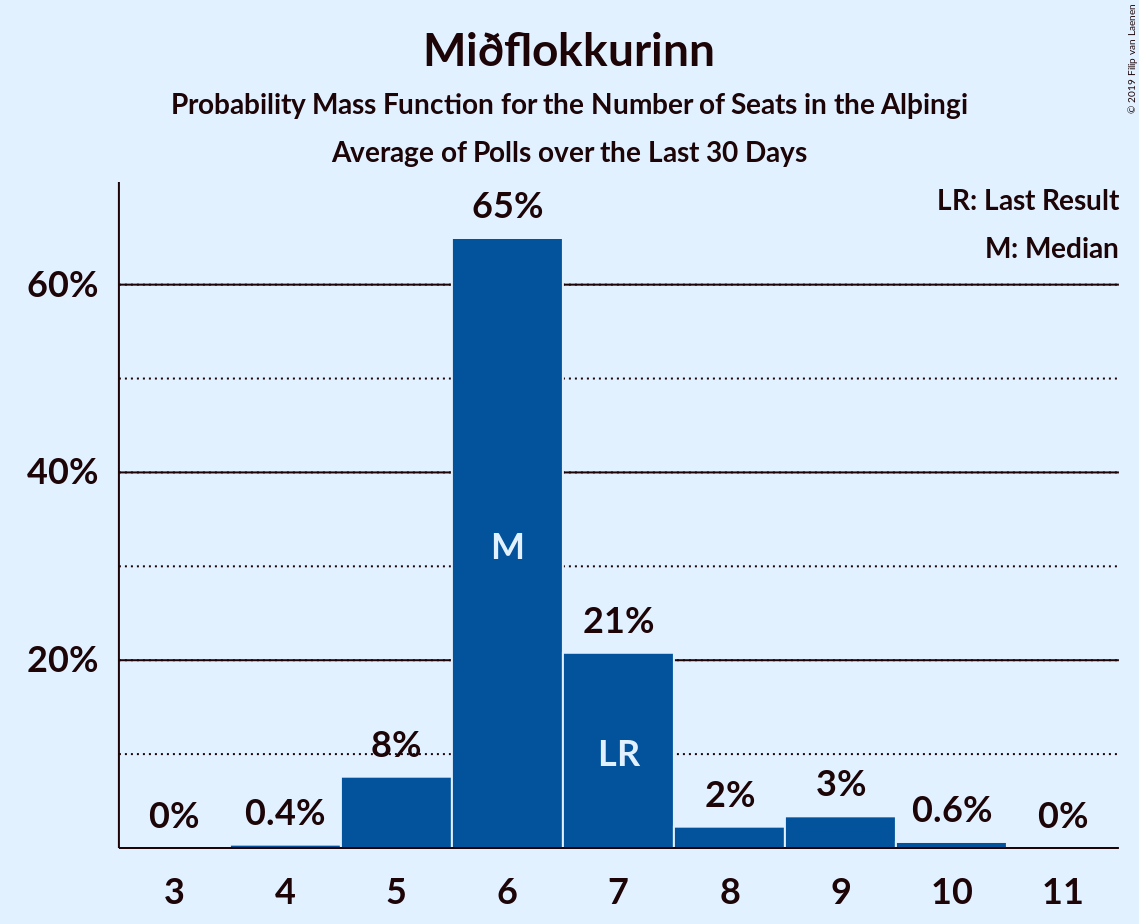 Miðflokkurinn
Probability Mass Function for the Number of Seats in the Alþingi
Average of Polls over the Last 30 Days
© 2019 Filip van Laenen
LR: Last Result
M: Median
65%
60%
40%
M
21%
20%
LR
8%
0%
0.4%
2%
3%
0.6%
0%
3 4 5 6 7 8 9 10 11